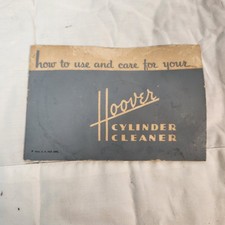 how to use and care for your
Hoover
CYLINDER
CLEANER